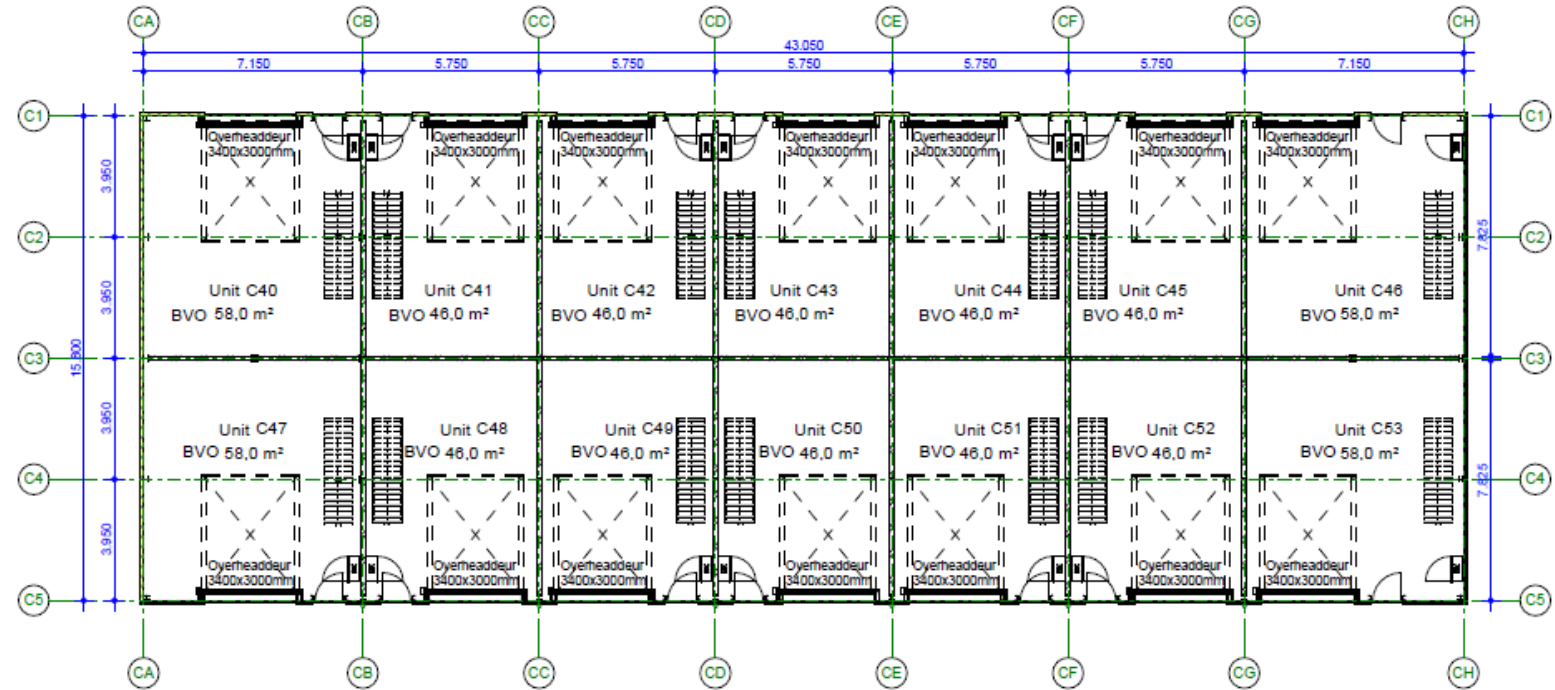 CA CB CC CD CE CF CG CH
43.050
7.150 5.750 5.750 5.750 5.750 5.750 7.150
C1 C1
Overheaddeur Overheaddeur Overheaddeur Overheaddeur Overheaddeur Overheaddeur Overheaddeur
3400x3000mm 3400x3000mm 3400x3000mm 3400x3000mm 3400x3000mm 3400x3000mm 3400x3000mm
3.950
C2 C2
7.825
Unit C40 Unit C41 Unit C42 Unit C43 Unit C44 Unit C45 Unit C46
BVO 58,0 m² BVO 46,0 m² BVO 46,0 m² BVO 46,0 m² BVO 46,0 m² BVO 46,0 m² BVO 58,0 m²
3.950
C3 C3
15.800
3.950
Unit C47 Unit C48 Unit C49 Unit C50 Unit C51 Unit C52 Unit C53
BVO 58,0 m² BVO 46,0 m² BVO 46,0 m² BVO 46,0 m² BVO 46,0 m² BVO 46,0 m² BVO 58,0 m²
C4 C4
7.825
3.950
Overheaddeur Overheaddeur Overheaddeur Overheaddeur Overheaddeur Overheaddeur Overheaddeur
3400x3000mm 3400x3000mm 3400x3000mm 3400x3000mm 3400x3000mm 3400x3000mm 3400x3000mm
C5 C5
CA CB CC CD CE CF CG CH